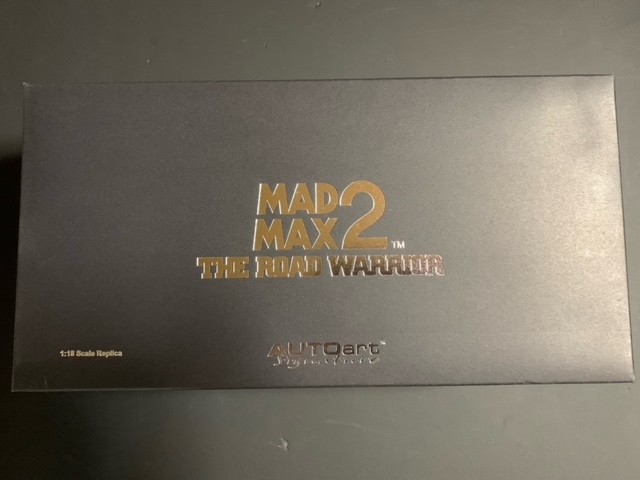 MAD
MAX 2 ™
THE ROAD WARRIOR
1:18 Scale Replica
AUTOart™
Signature